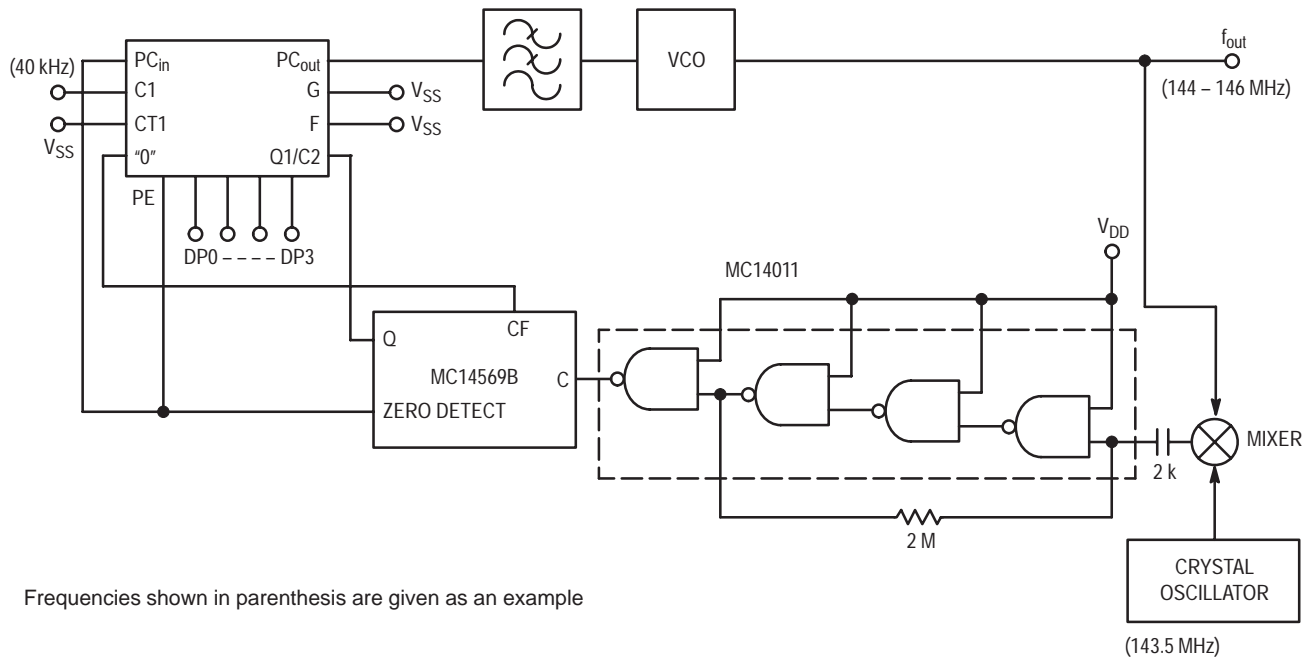 (40 kHz)
PCin
PCout
C1
G
VSS
CT1
F
VSS
VSS
“0”
Q1/C2
PE
DP0 – – – – DP3
VCO
fout
(144 – 146 MHz)
VDD
MC14011
CF
Q
MC14569B
C
ZERO DETECT
MIXER
2 k
2 M
CRYSTAL
OSCILLATOR
(143.5 MHz)
Frequencies shown in parenthesis are given as an example